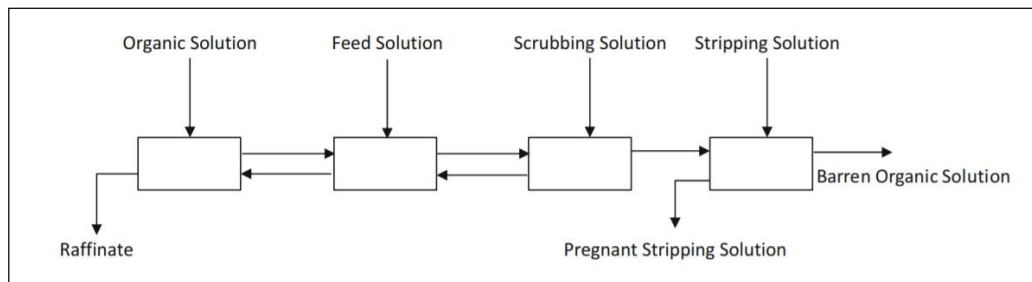 Organic Solution
Feed Solution
Scrubbing Solution
Stripping Solution
Barren Organic Solution
Raffinate
Pregnant Stripping Solution